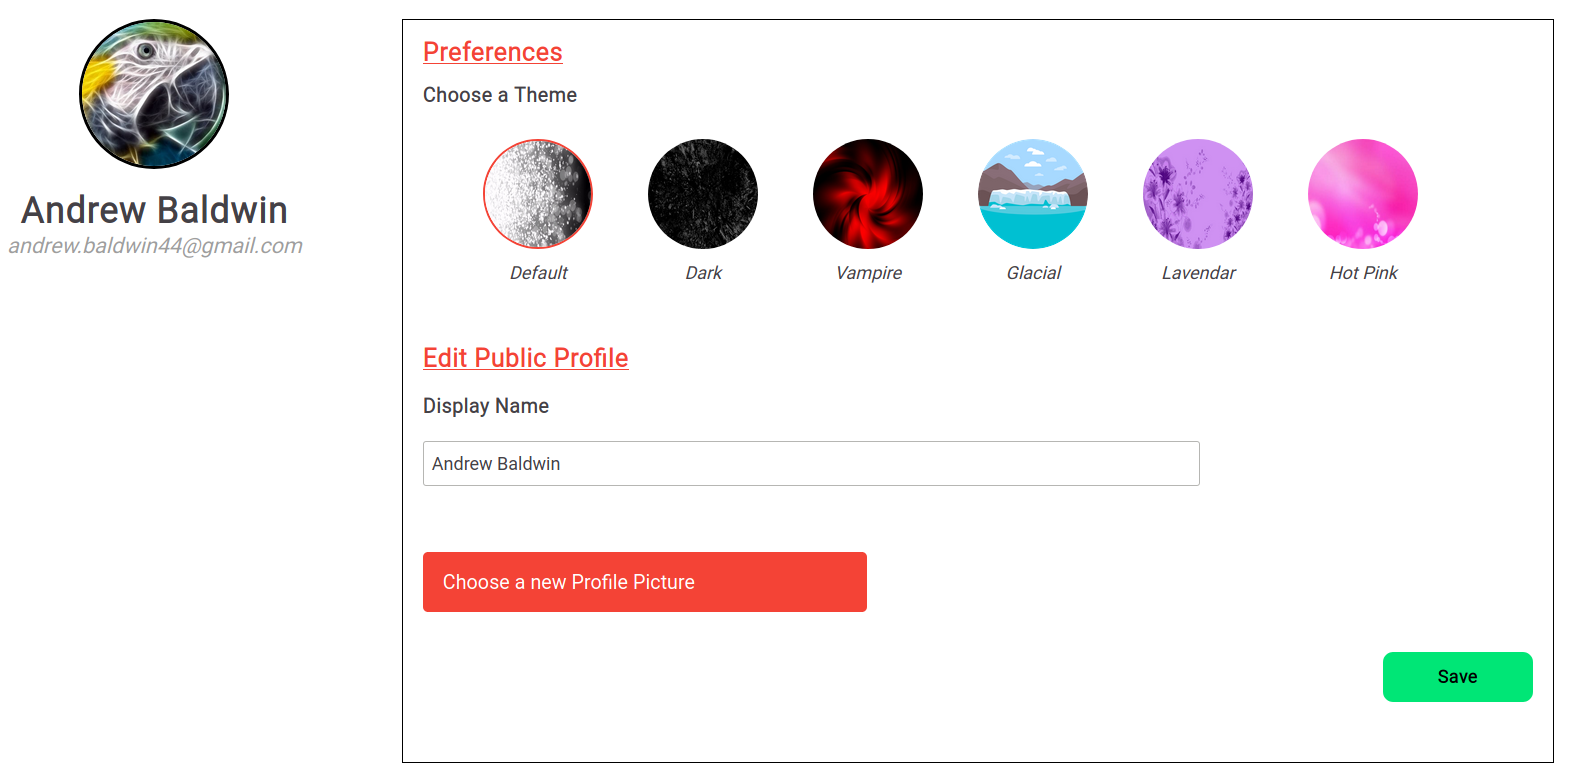 Andrew Baldwin
andrew.baldwin44@gmail.com
Preferences
Choose a Theme
Default
Dark
Vampire
Glacial
Lavendar
Hot Pink
Edit Public Profile
Display Name
Andrew Baldwin
Choose a new Profile Picture
Save